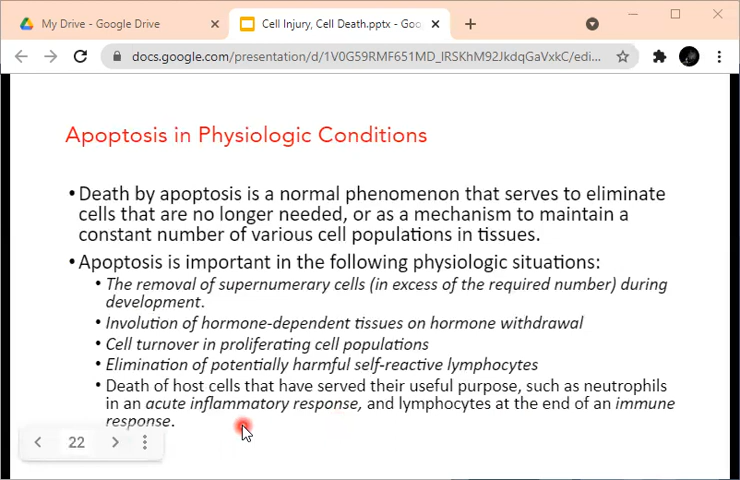 My Drive - Google Drive
Cell Injury, Cell Death.pptx - Goo
docs.google.com/presentation/d/1V0G59RMF651MD_lRSKhM92JkdqGaVxkC/edi...
Apoptosis in Physiologic Conditions
•Death by apoptosis is a normal phenomenon that serves to eliminate
cells that are no longer needed, or as a mechanism to maintain a
constant number of various cell populations in tissues.
•Apoptosis is important in the following physiologic situations:
• The removal of supernumerary cells (in excess of the required number) during
development.
• Involution of hormone-dependent tissues on hormone withdrawal
• Cell turnover in proliferating cell populations
• Elimination of potentially harmful self-reactive lymphocytes
• Death of host cells that have served their useful purpose, such as neutrophils
in an acute inflammatory response, and lymphocytes at the end of an immune
response.
22